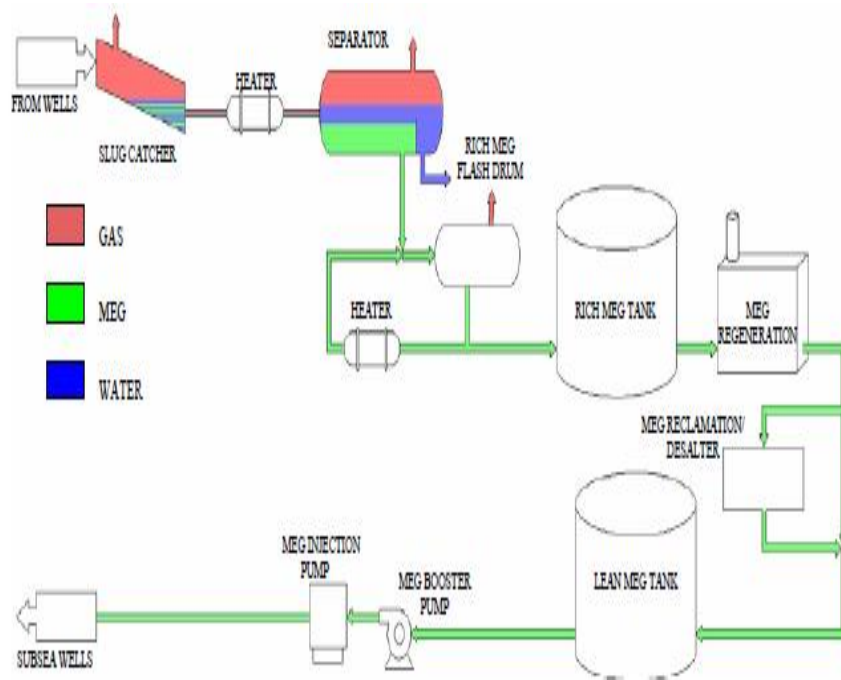 SEPARATOR
HEATER
FROM WELLS
SLUG CATCHER
RICH MEG
FLASH DRUM
GAS
MEG
WATER
HEATER
RICH MEG TANK
MEG
REGENERATION
MEG RECLAMATION/
DESALTER
MEG INJECTION
PUMP
MEG BOOSTER
PUMP
LEAN MEG TANK
SUBSEA WELLS